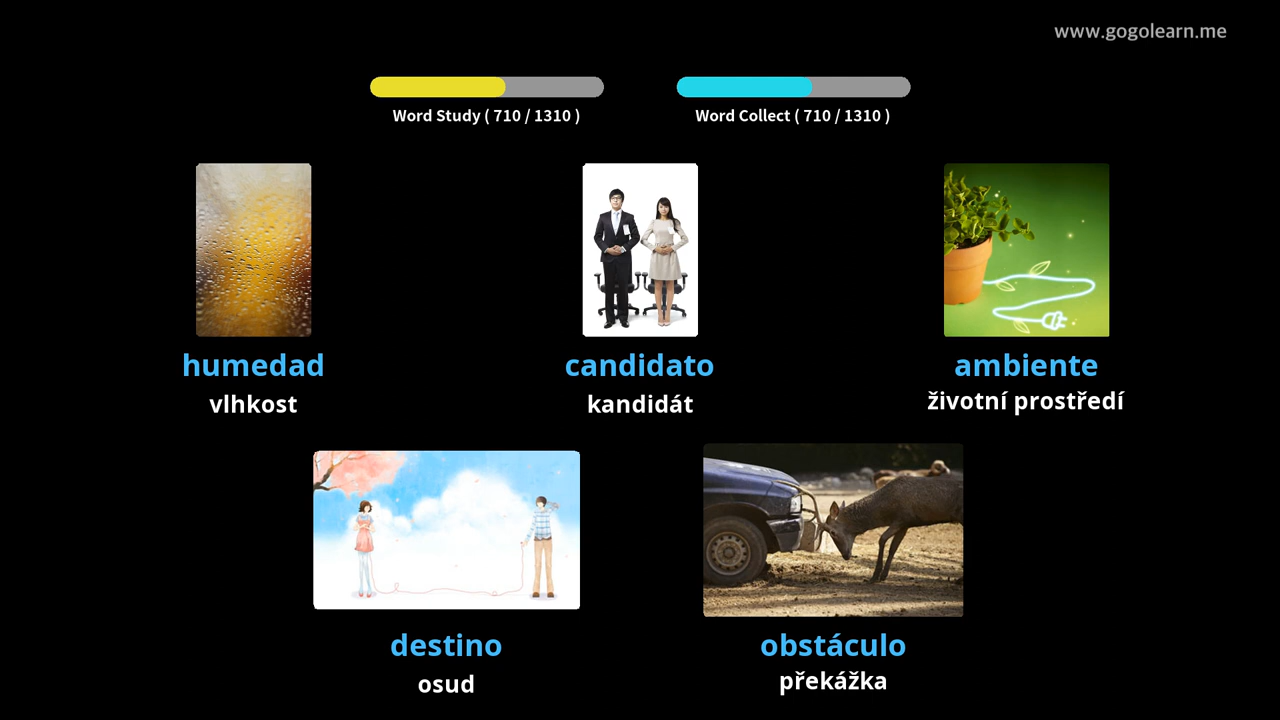 www.gogolearn.me
Word Study ( 710 / 1310 )
Word Collect ( 710 / 1310 )
humedad
vlhkost
candidato
kandidát
ambiente
životní prostředí
destino
osud
obstáculo
překážka